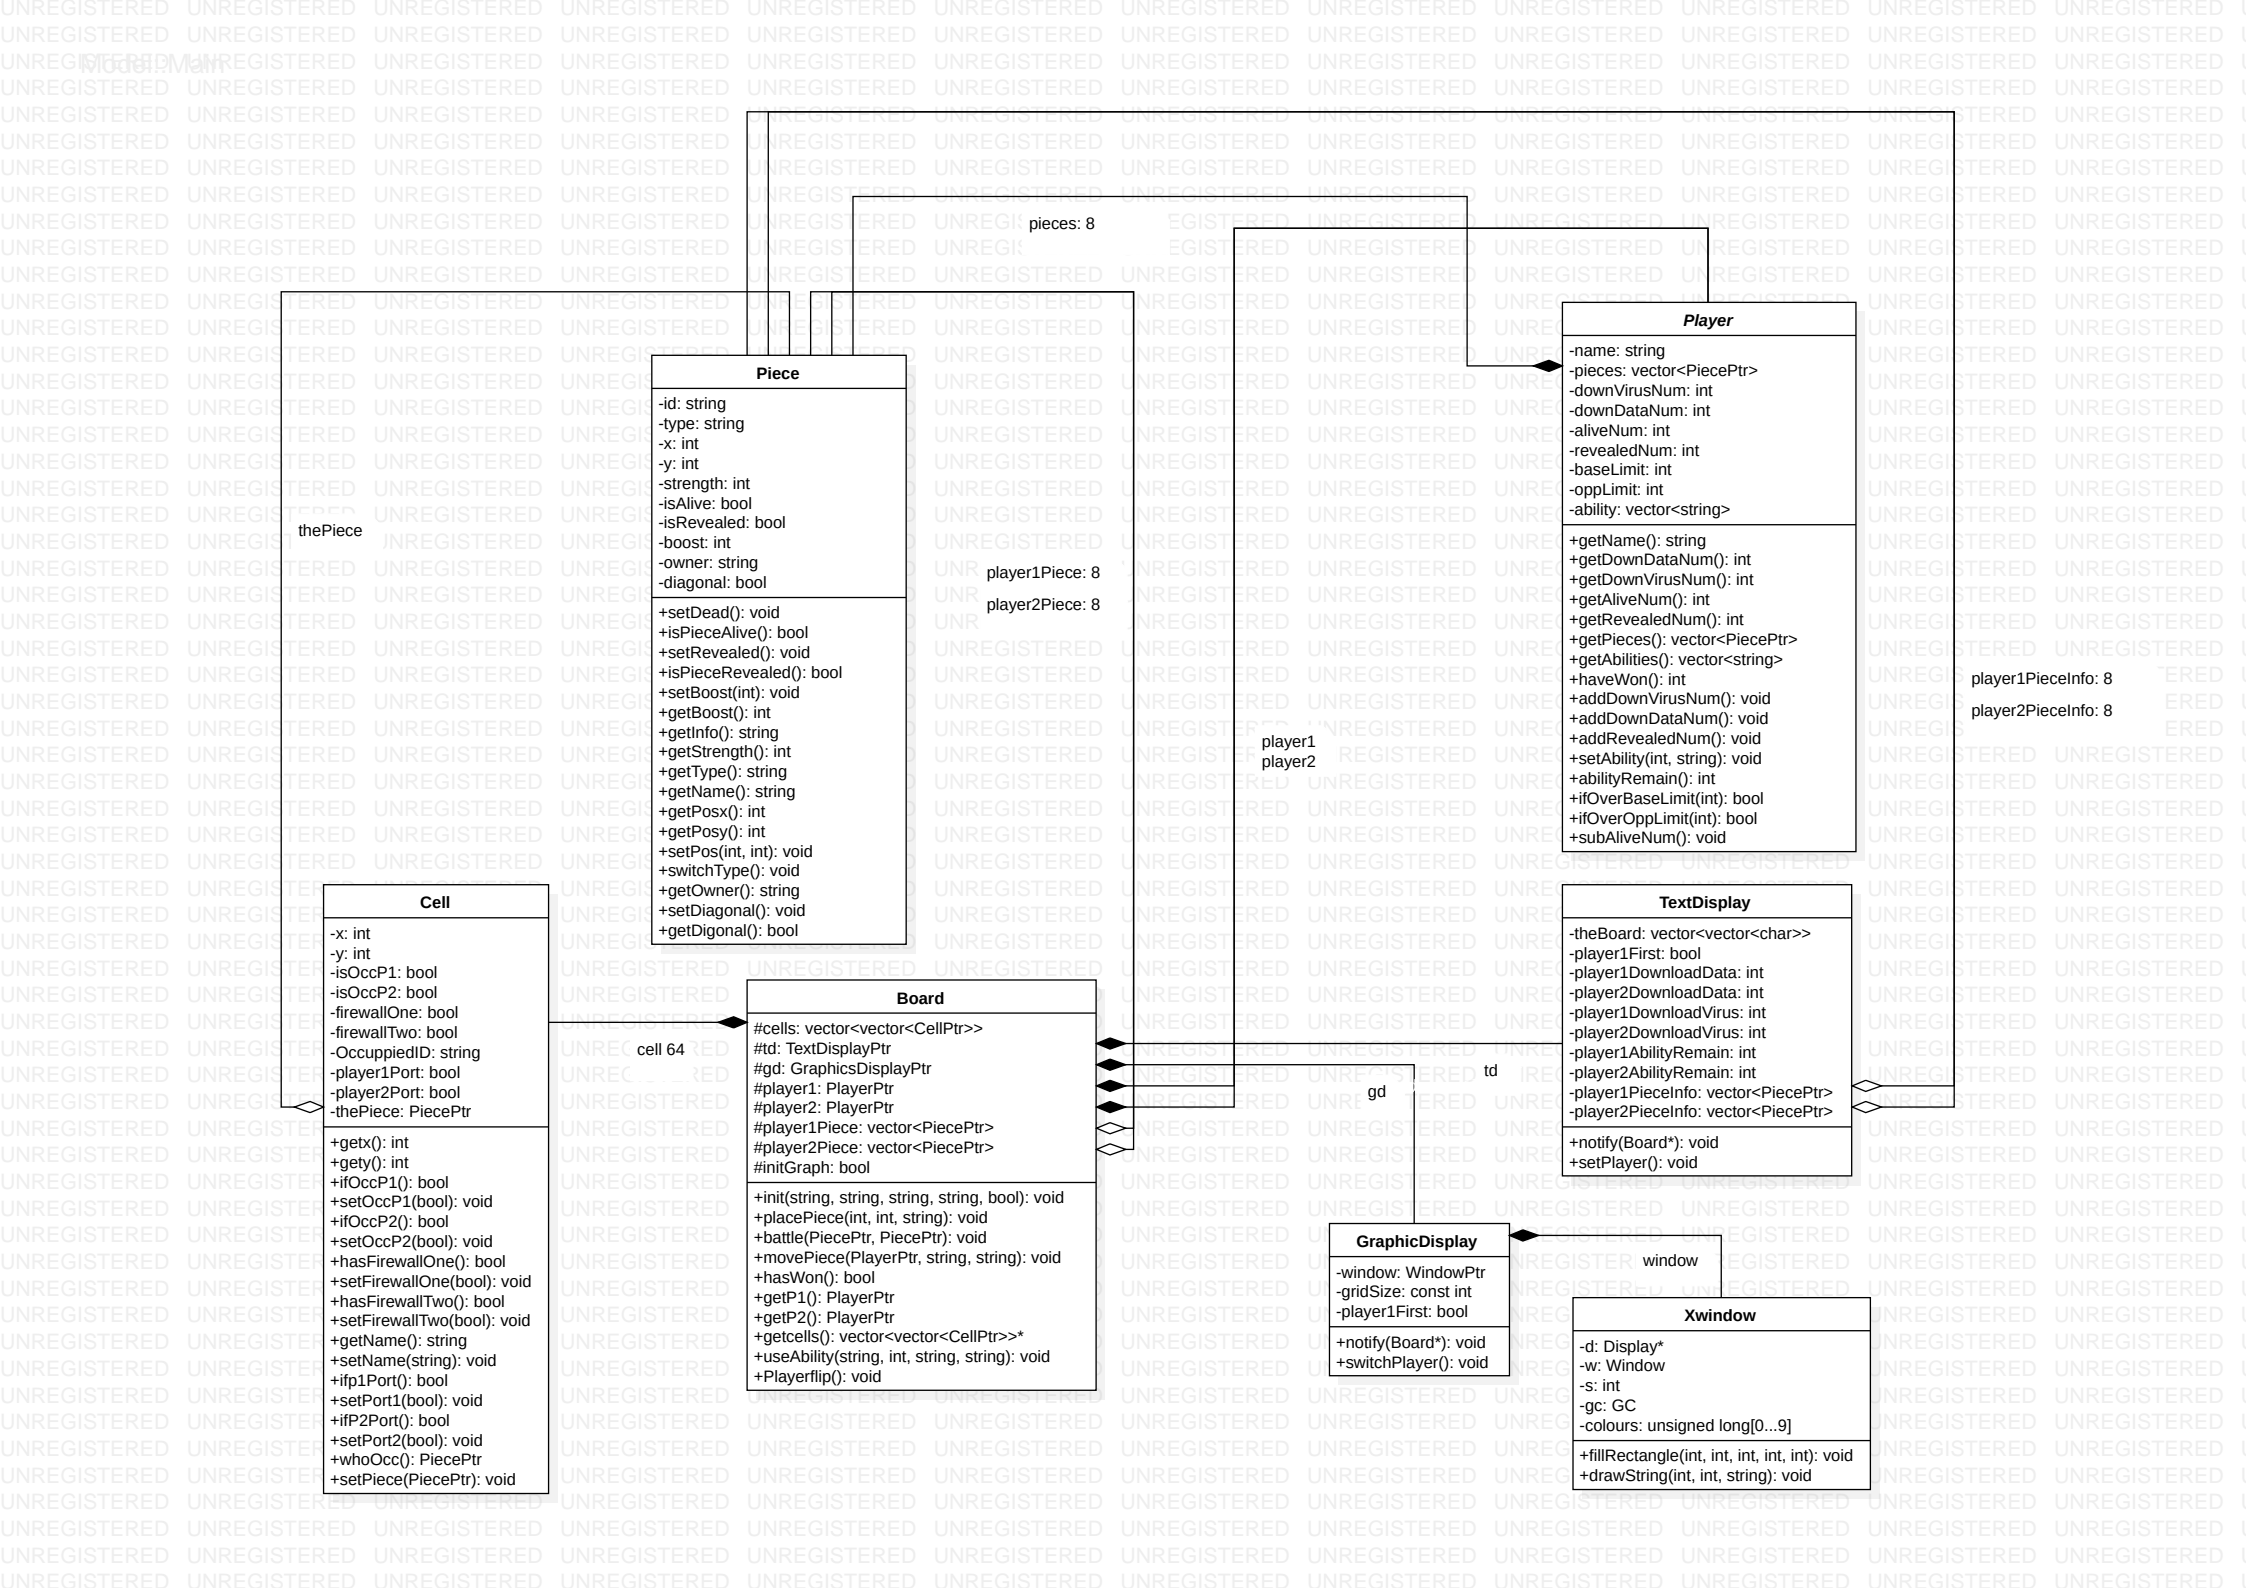 Model::Main
pieces: 8
Player
-name: string
-pieces: vector<PiecePtr>
-downVirusNum: int
-downDataNum: int
-aliveNum: int
-revealedNum: int
-baseLimit: int
-oppLimit: int
-ability: vector<string>
+getName(): string
+getDownDataNum(): int
+getDownVirusNum(): int
+getAliveNum(): int
+getRevealedNum(): int
+getPieces(): vector<PiecePtr>
+getAbilities(): vector<string>
+haveWon(): int
+addDownVirusNum(): void
+addDownDataNum(): void
+addRevealedNum(): void
+setAbility(int, string): void
+abilityRemain(): int
+ifOverBaseLimit(int): bool
+ifOverOppLimit(int): bool
+subAliveNum(): void
Piece
-id: string
-type: string
-x: int
-y: int
-strength: int
-isAlive: bool
-isRevealed: bool
-boost: int
-owner: string
-diagonal: bool
+setDead(): void
+isPieceAlive(): bool
+setRevealed(): void
+isPieceRevealed(): bool
+setBoost(int): void
+getBoost(): int
+getInfo(): string
+getStrength(): int
+getType(): string
+getName(): string
+getPosx(): int
+getPosy(): int
+setPos(int, int): void
+switchType(): void
+getOwner(): string
+setDiagonal(): void
+getDigonal(): bool
thePiece
player1Piece: 8
player2Piece: 8
player1PieceInfo: 8
player2PieceInfo: 8
player1
player2
Cell
-x: int
-y: int
-isOccP1: bool
-isOccP2: bool
-firewallOne: bool
-firewallTwo: bool
-OccuppiedID: string
-player1Port: bool
-player2Port: bool
-thePiece: PiecePtr
+getx(): int
+gety(): int
+ifOccP1(): bool
+setOccP1(bool): void
+ifOccP2(): bool
+setOccP2(bool): void
+hasFirewallOne(): bool
+setFirewallOne(bool): void
+hasFirewallTwo(): bool
+setFirewallTwo(bool): void
+getName(): string
+setName(string): void
+ifp1Port(): bool
+setPort1(bool): void
+ifP2Port(): bool
+setPort2(bool): void
+whoOcc(): PiecePtr
+setPiece(PiecePtr): void
cell 64
Board
#cells: vector<vector<CellPtr>>
#td: TextDisplayPtr
#gd: GraphicsDisplayPtr
#player1: PlayerPtr
#player2: PlayerPtr
#player1Piece: vector<PiecePtr>
#player2Piece: vector<PiecePtr>
#initGraph: bool
+init(string, string, string, string, bool): void
+placePiece(int, int, string): void
+battle(PiecePtr, PiecePtr): void
+movePiece(PlayerPtr, string, string): void
+hasWon(): bool
+getP1(): PlayerPtr
+getP2(): PlayerPtr
+getcells(): vector<vector<CellPtr>>*
+useAbility(string, int, string, string): void
+Playerflip(): void
TextDisplay
-theBoard: vector<vector<char>>
-player1First: bool
-player1DownloadData: int
-player2DownloadData: int
-player1DownloadVirus: int
-player2DownloadVirus: int
-player1AbilityRemain: int
-player2AbilityRemain: int
-player1PieceInfo: vector<PiecePtr>
-player2PieceInfo: vector<PiecePtr>
+notify(Board*): void
+setPlayer(): void
td
gd
GraphicDisplay
-window: WindowPtr
-gridSize: const int
-player1First: bool
+notify(Board*): void
+switchPlayer(): void
window
Xwindow
-d: Display*
-w: Window
-s: int
-gc: GC
-colours: unsigned long[0...9]
+fillRectangle(int, int, int, int, int): void
+drawString(int, int, string): void
UNREGISTERED